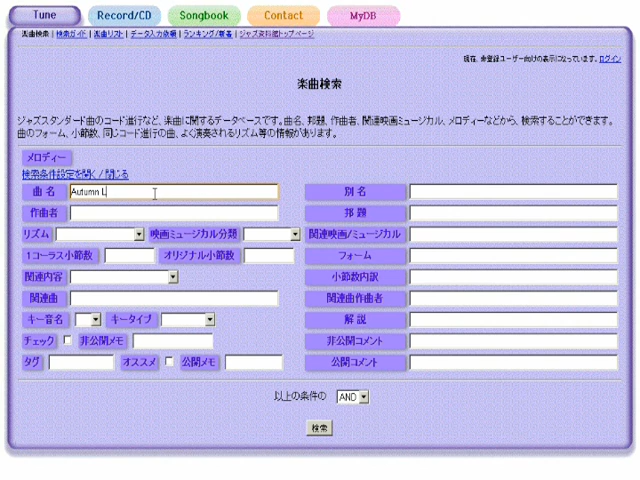 Tune Record/CD Songbook Contact MyDB
楽曲検索 | 検索ガイド | 楽曲リスト | データ入力依頼 | ランキング/新着 | ジャズ資料館トップページ
現在、未登録ユーザー向けの表示になっています。ログイン
楽曲検索
ジャズスタンダード曲のコード進行など、楽曲に関するデータベースです。曲名、邦題、作曲者、関連映画ミュージカル、メロディーなどから、検索することができます。
曲のフォーム、小節数、同じコード進行の曲、よく演奏されるリズム等の情報があります。
メロディー
検索条件設定を開く/閉じる
曲名 Autumn L 別名
作曲者 邦題
リズム 映画ミュージカル分類 関連映画/ミュージカル
1コーラス小節数 オリジナル小節数 フォーム
関連内容 小節数内訳
関連曲 関連曲作曲者
キー音名 キータイプ 解説
チェック 非公開メモ 非公開コメント
タグ オススメ 公開メモ 公開コメント
以上の条件の AND
検索